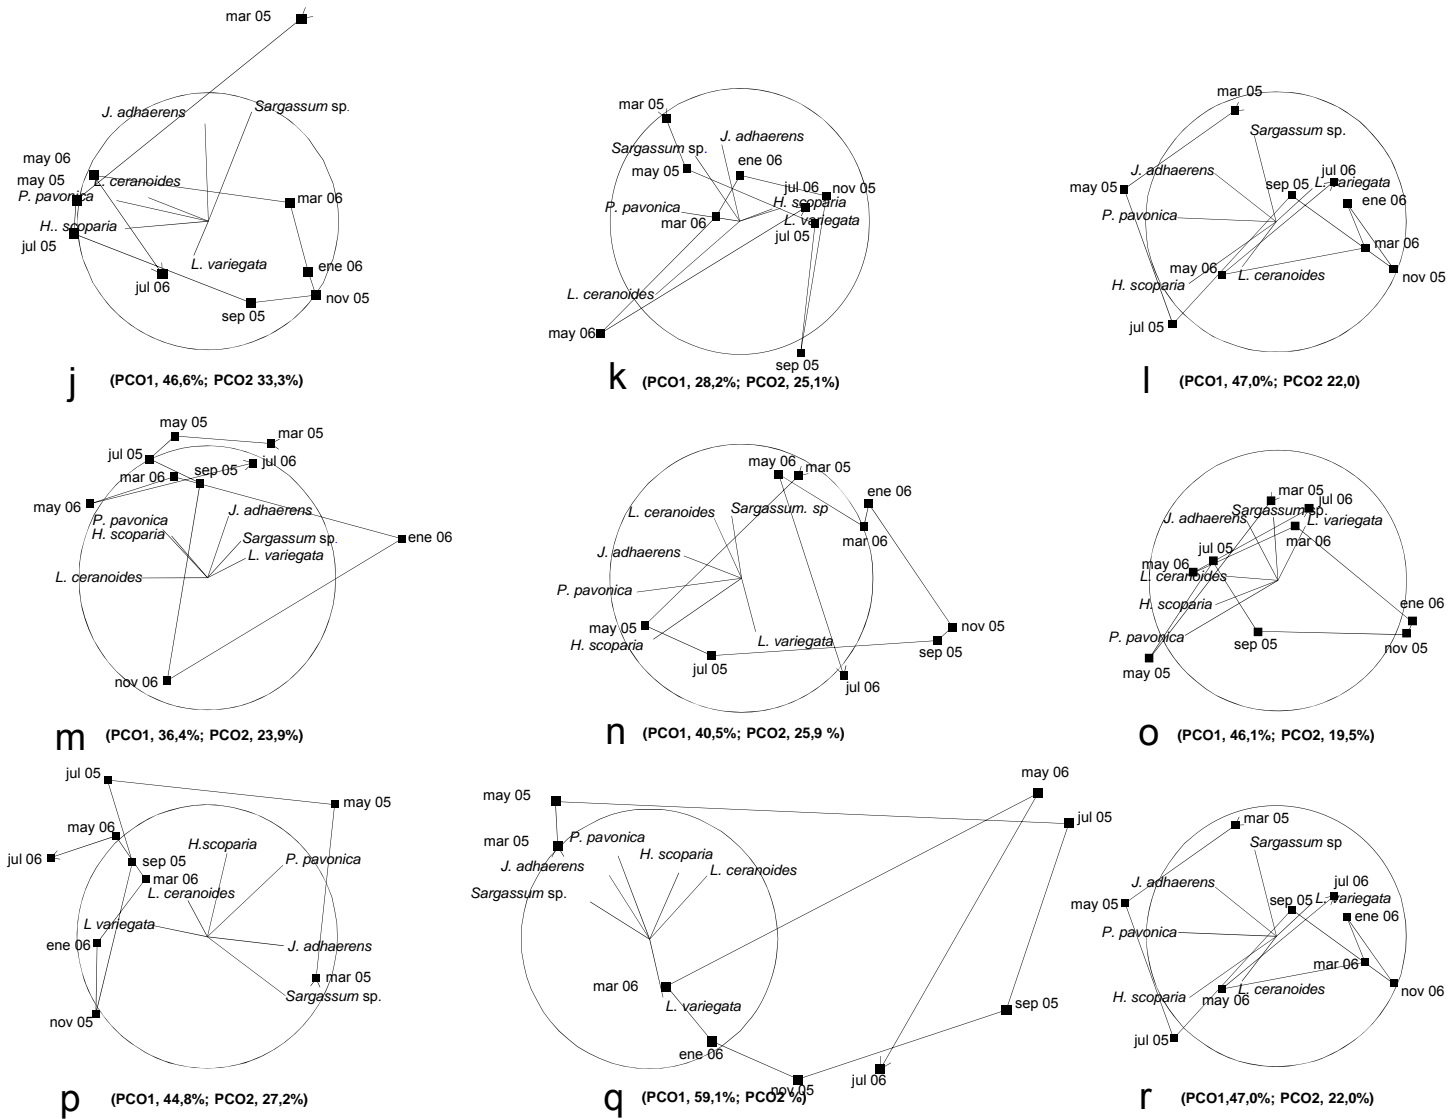 mar 05
J. adhaerens
Sargassum sp.
may 06
may 05
L. ceranoides
P. pavonica
mar 06
H.. scoparia
jul 05
L. variegata
jul 06
ene 06
nov 05
sep 05
j (PCO1, 46,6%; PCO2 33,3%)
mar 05
J. adhaerens
Sargassum sp.
ene 06
may 05
jul 06
nov 05
H. scoparia
P. pavonica
mar 06
L. variegata
jul 05
L. ceranoides
may 06
sep 05
k (PCO1, 28,2%; PCO2, 25,1%)
mar 05
Sargassum sp.
J. adhaerens
jul 06
may 05
sep 05
L. variegata
ene 06
P. pavonica
mar 06
may 06
L. ceranoides
nov 05
H. scoparia
jul 05
l (PCO1, 47,0%; PCO2 22,0)
may 05
mar 05
jul 05
jul 06
sep 05
mar 06
may 06
P. pavonica
J. adhaerens
H. scoparia
Sargassum sp.
ene 06
L. variegata
L. ceranoides
nov 06
m (PCO1, 36,4%; PCO2, 23,9%)
may 06
mar 05
ene 06
L. ceranoides
Sargassum. sp
mar 06
J. adhaerens
P. pavonica
may 05
nov 05
H. scoparia
L. variegata
sep 05
jul 05
jul 06
n (PCO1, 40,5%; PCO2, 25,9 %)
mar 05
jul 06
Sargassum sp.
J. adhaerens
L. variegata
mar 06
jul 05
may 06
L. ceranoides
H. scoparia
ene 06
P. pavonica
sep 05
nov 05
may 05
o (PCO1, 46,1%; PCO2, 19,5%)
jul 05
may 05
may 06
H.scoparia
jul 06
sep 05
P. pavonica
mar 06
L. ceranoides
L variegata
ene 06
J. adhaerens
mar 05
Sargassum sp.
nov 05
p (PCO1, 44,8%; PCO2, 27,2%)
may 06
may 05
jul 05
mar 05
P. pavonica
H. scoparia
J. adhaerens
L. ceranoides
Sargassum sp.
mar 06
L. variegata
sep 05
ene 06
jul 06
nov 05
q (PCO1, 59,1%; PCO2 %)
mar 05
Sargassum sp
J. adhaerens
jul 06
may 05
sep 05
L. variegata
ene 06
P. pavonica
mar 06
H. scoparia
may 06
L. ceranoides
nov 06
jul 05
r (PCO1,47,0%; PCO2, 22,0%)